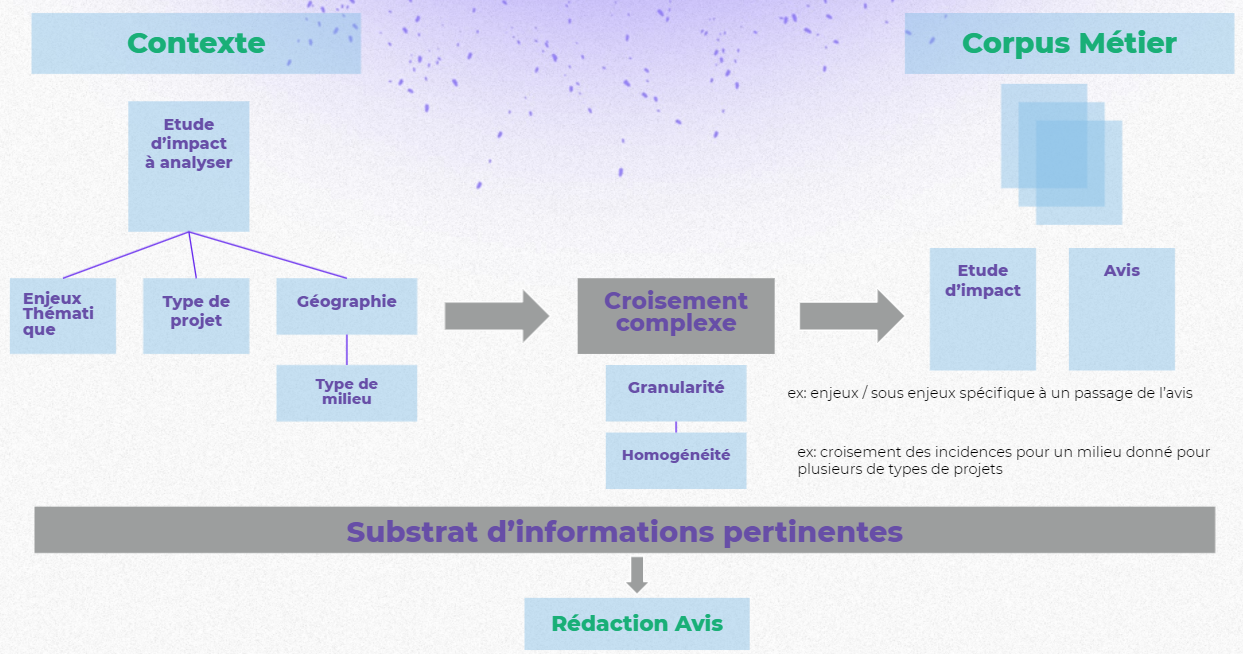 Contexte
Corpus Métier
Etude
d'impact
à analyser
Enjeux
Thémati
que
Type de
projet
Géographie
Type de
milieu
Croisement
complexe
Granularité
Homogénéité
Etude
d'impact
Avis
ex: enjeux / sous enjeux spécifique à un passage de l'avis
ex: croisement des incidences pour un milieu donné pour
plusieurs de types de projets
Substrat d'informations pertinentes
Rédaction Avis